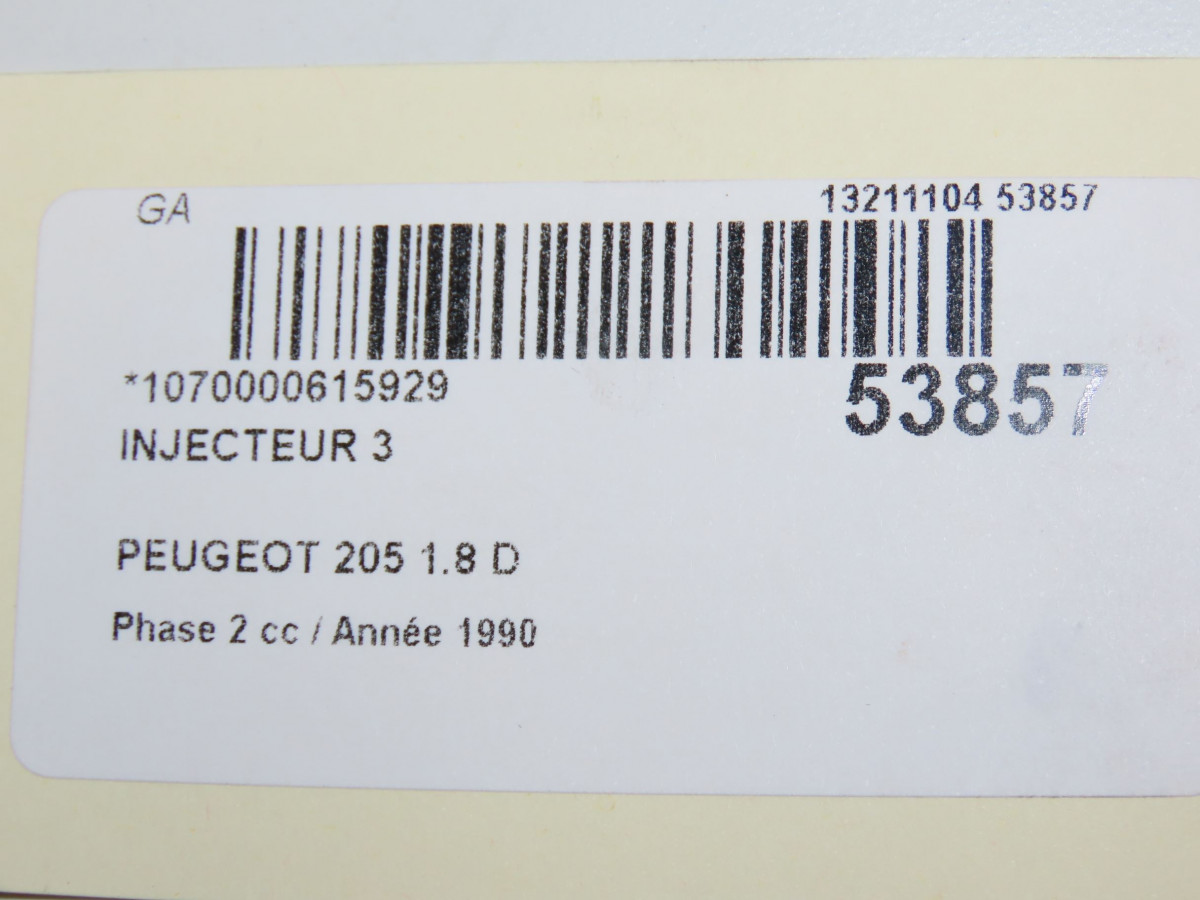 GA 13211104 53857
*1070000615929 53857
INJECTEUR 3
PEUGEOT 205 1.8 D
Phase 2 cc / Année 1990